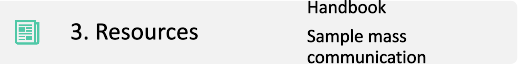 3. Resources
Handbook
Sample mass
communication